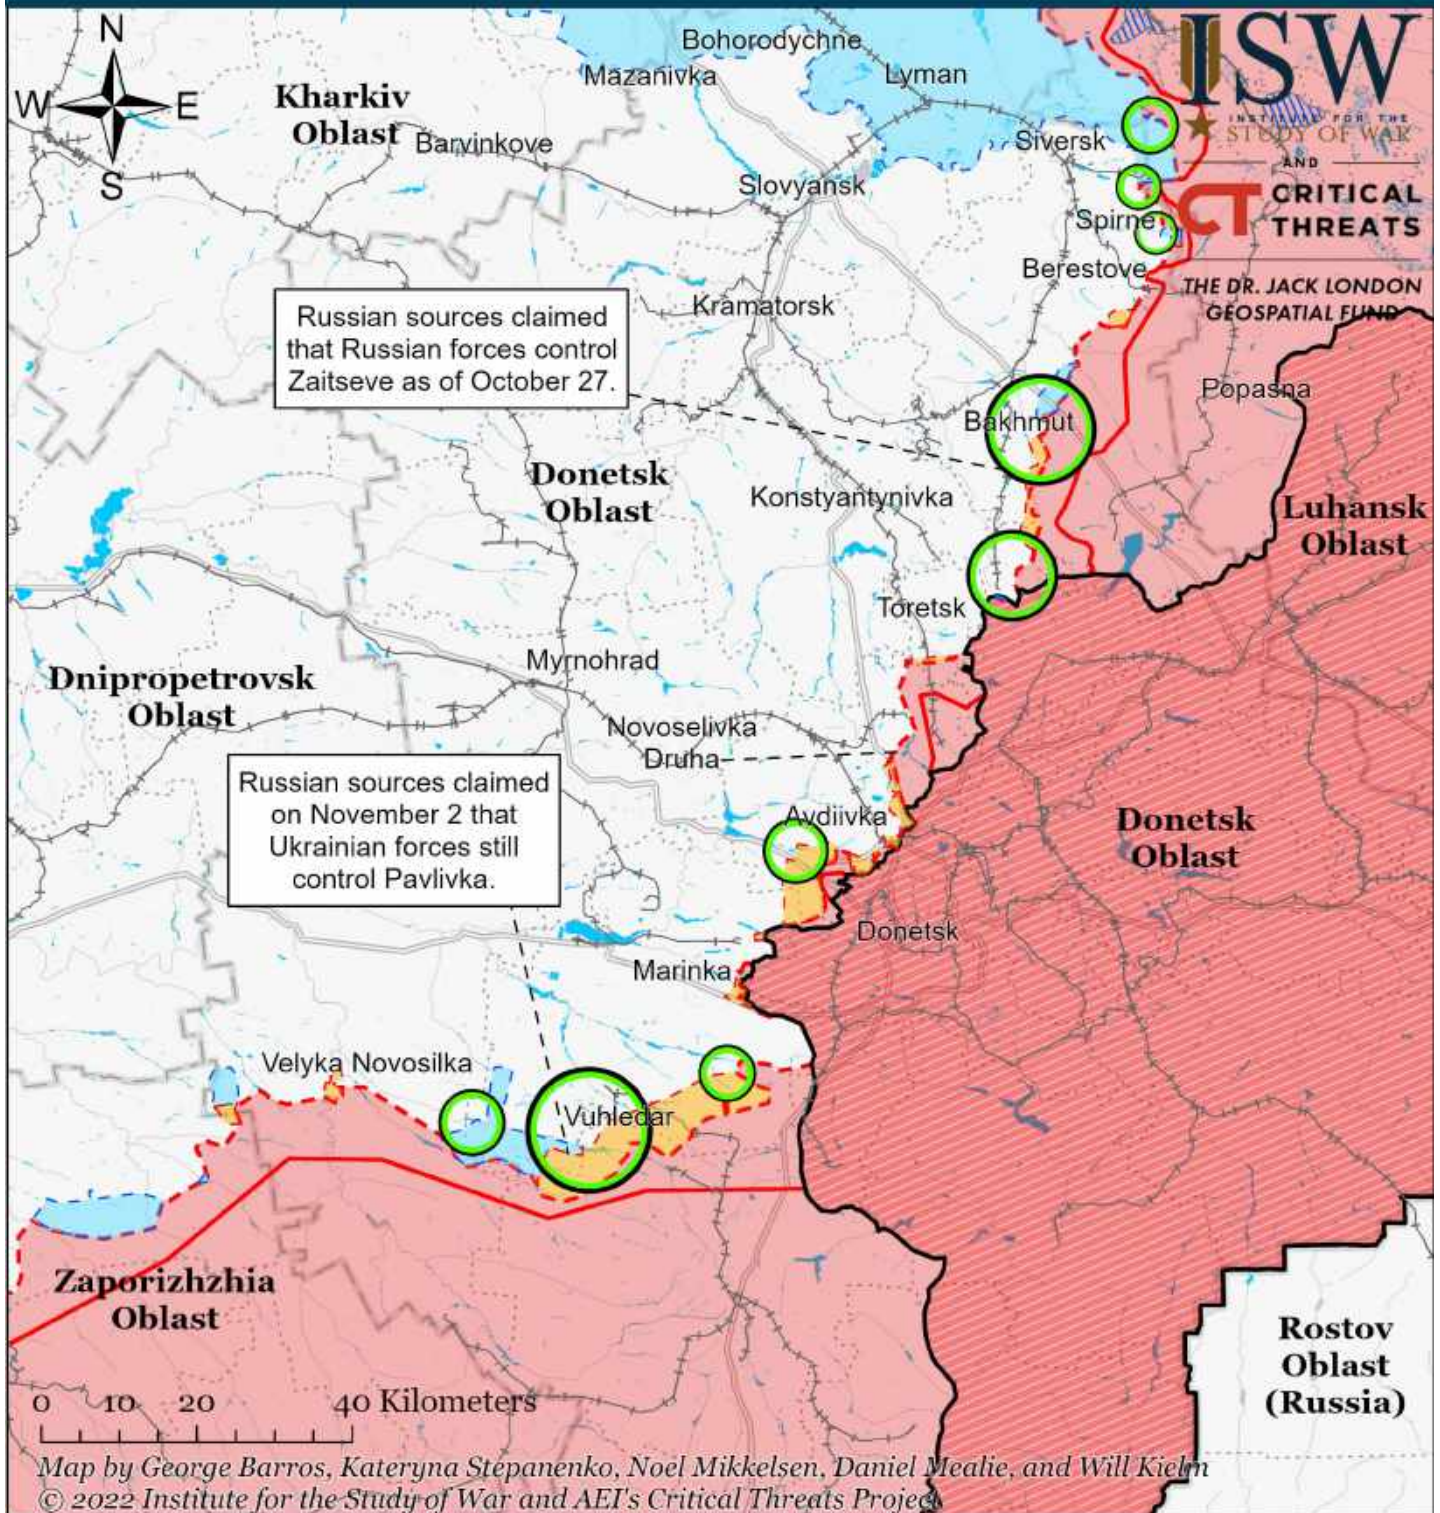 N
W
E
S
Kharkiv
Oblast
Barvinkove
Bohorodychne
Mazanivka
Lyman
Siversk
Slovyansk
Spirne
Berestove
Kramatorsk
ISW
INSTITUTE FOR THE
STUDY OF WAR
AND
CT CRITICAL
THREATS
THE DR. JACK LONDON
GEOSPATIAL FUND
Russian sources claimed
that Russian forces control
Zaitseve as of October 27.
Popasna
Bakhmut
Donetsk
Oblast
Konstyantynivka
Luhansk
Oblast
Toretsk
Myrnohrad
Dnipropetrovsk
Oblast
Novoselivka
Druha
Russian sources claimed
on November 2 that
Ukrainian forces still
control Pavlivka.
Avdiivka
Donetsk
Oblast
Donetsk
Marinka
Velyka Novosilka
Vuhledar
Zaporizhzhia
Oblast
Rostov
Oblast
(Russia)
0 10 20 40 Kilometers
Map by George Barros, Kateryna Stepanenko, Noel Mikkelsen, Daniel Mealie, and Will Kielm
© 2022 Institute for the Study of War and AEI's Critical Threats Project